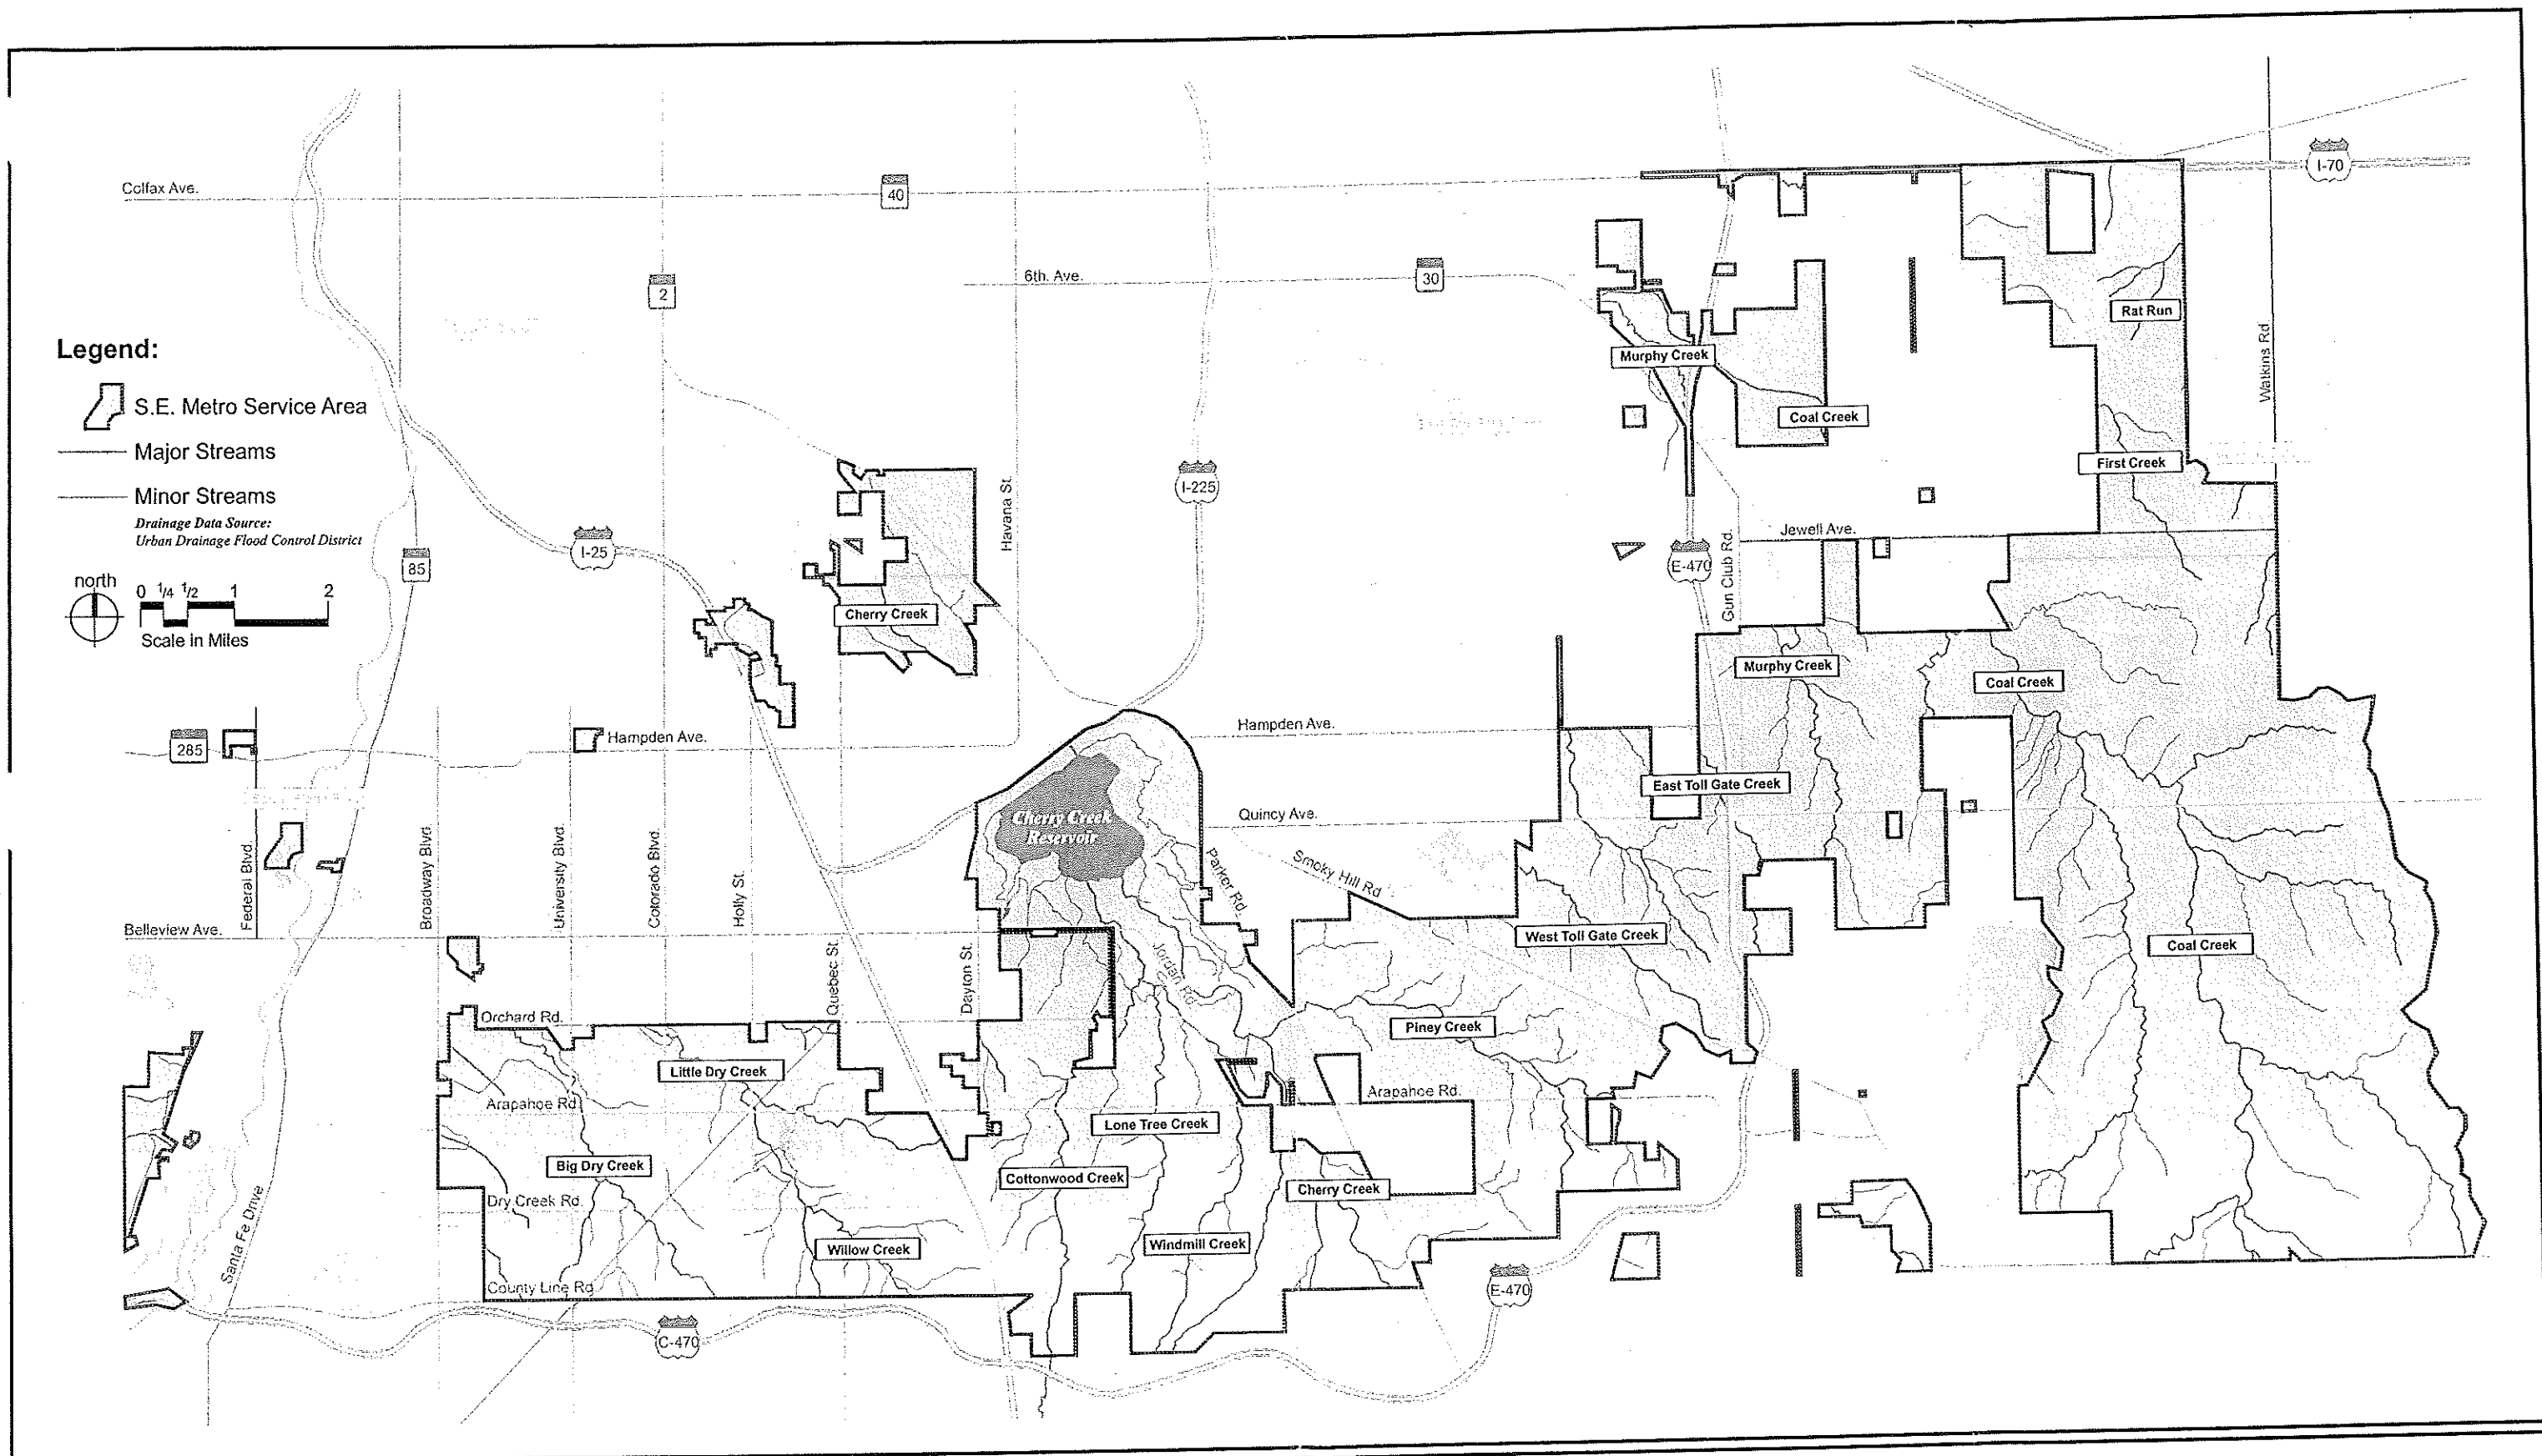 I-70
Colfax Ave.
40
6th. Ave.
30
2
Rat Run
Watkins Rd
Murphy Creek
Coal Creek
First Creek
Legend:
S.E. Metro Service Area
Major Streams
Minor Streams
Drainage Data Source:
Urban Drainage Flood Control District
north
0 1/4 1/2 1 2
Scale in Miles
85
I-25
I-225
Havana St.
Cherry Creek
Jewell Ave.
E-470
Gun Club Rd.
Murphy Creek
Coal Creek
285
Hampden Ave.
Hampden Ave.
East Toll Gate Creek
Cherry Creek
Reservoir
Quincy Ave.
Smoky Hill Rd
Parker Rd.
Federal Blvd.
Broadway Blvd.
University Blvd.
Colorado Blvd.
Holly St.
Quebec St.
Dayton St.
Belleview Ave.
West Toll Gate Creek
Coal Creek
Jordan Rd
Orchard Rd.
Piney Creek
Little Dry Creek
Arapahoe Rd.
Arapahoe Rd.
Lone Tree Creek
Big Dry Creek
Cottonwood Creek
Cherry Creek
Dry Creek Rd.
Willow Creek
Windmill Creek
Santa Fe Drive
County Line Rd
E-470
C-470